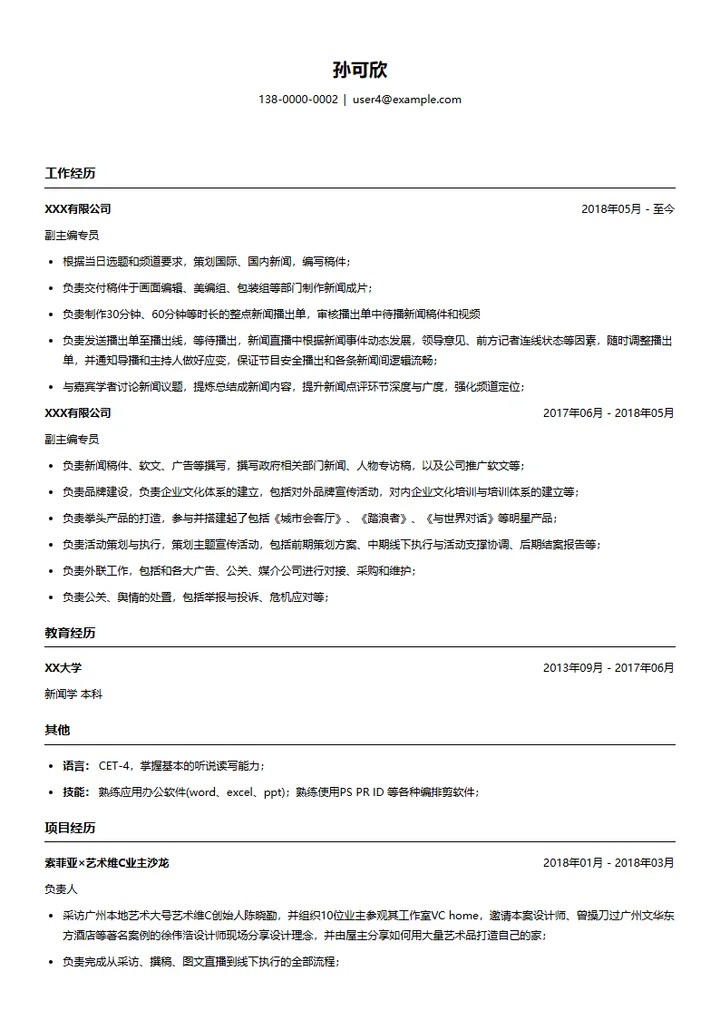 孙可欣
138-0000-0002 | user4@example.com
工作经历
XXX有限公司 2018年05月 - 至今
副主编专员
• 根据当日选题和频道要求，策划国际、国内新闻，编写稿件；
• 负责交付稿件于画面编辑、美编组、包装组等部门制作新闻成片；
• 负责制作30分钟、60分钟等时长的整点新闻播出单，审核播出单中待播新闻稿件和视频
• 负责发送播出单至播出线，等待播出，新闻直播中根据新闻事件动态发展，领导意见、前方记者连线状态等因素，随时调整播出
单，并通知导播和主持人做好应变，保证节目安全播出和各条新闻间逻辑流畅；
• 与嘉宾学者讨论新闻议题，提炼总结成新闻内容，提升新闻点评环节深度与广度，强化频道定位；
XXX有限公司 2017年06月 - 2018年05月
副主编专员
• 负责新闻稿件、软文、广告等撰写，撰写政府相关部门新闻、人物专访稿，以及公司推广软文等；
• 负责品牌建设，负责企业文化体系的建立，包括对外品牌宣传活动，对内企业文化培训与培训体系的建立等；
• 负责拳头产品的打造，参与并搭建起了包括《城市会客厅》、《踏浪者》、《与世界对话》等明星产品；
• 负责活动策划与执行，策划主题宣传活动，包括前期策划方案、中期线下执行与活动支撑协调、后期结案报告等；
• 负责外联工作，包括和各大广告、公关、媒介公司进行对接、采购和维护；
• 负责公关、舆情的处置，包括举报与投诉、危机应对等；
教育经历
XX大学 2013年09月 - 2017年06月
新闻学 本科
其他
• 语言： CET-4，掌握基本的听说读写能力；
• 技能： 熟练应用办公软件(word、excel、ppt)；熟练使用PS PR ID 等各种编排剪软件；
项目经历
索菲亚×艺术维C业主沙龙 2018年01月 - 2018年03月
负责人
• 采访广州本地艺术大号艺术维C创始人陈晓勤，并组织10位业主参观其工作室VC home，邀请本案设计师、曾操刀过广州文华东
方酒店等著名案例的徐伟浩设计师现场分享设计理念，并由屋主分享如何用大量艺术品打造自己的家；
• 负责完成从采访、撰稿、图文直播到线下执行的全部流程；